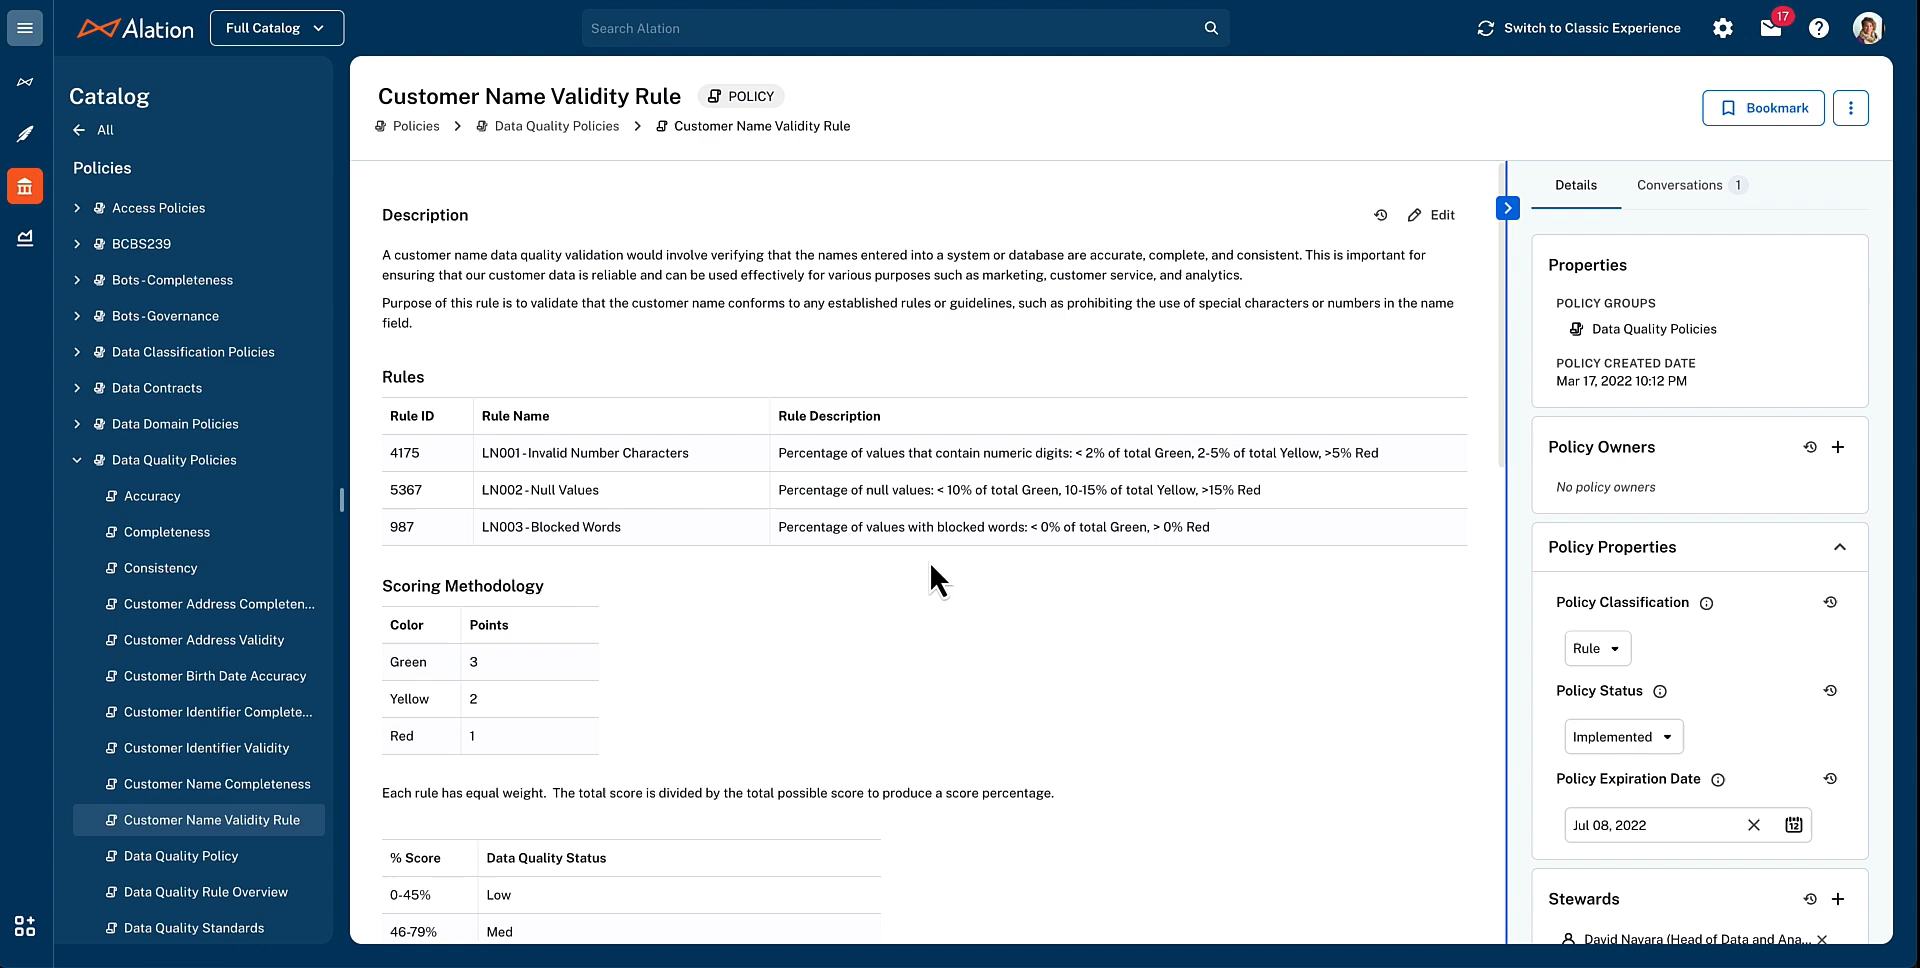 Alation
Full Catalog
Search Alation
Switch to Classic Experience
17
Catalog
All
Policies
Access Policies
BCBS239
Bots-Completeness
Bots-Governance
Data Classification Policies
Data Contracts
Data Domain Policies
Data Quality Policies
Accuracy
Completeness
Consistency
Customer Address Completen...
Customer Address Validity
Customer Birth Date Accuracy
Customer Identifier Complete...
Customer Identifier Validity
Customer Name Completeness
Customer Name Validity Rule
Data Quality Policy
Data Quality Rule Overview
Data Quality Standards
Customer Name Validity Rule POLICY
Policies > Data Quality Policies > Customer Name Validity Rule
Bookmark
Description
Edit
A customer name data quality validation would involve verifying that the names entered into a system or database are accurate, complete, and consistent. This is important for
ensuring that our customer data is reliable and can be used effectively for various purposes such as marketing, customer service, and analytics.
Purpose of this rule is to validate that the customer name conforms to any established rules or guidelines, such as prohibiting the use of special characters or numbers in the name
field.
Rules
Rule ID Rule Name Rule Description
4175 LN001-Invalid Number Characters Percentage of values that contain numeric digits: < 2% of total Green, 2-5% of total Yellow, >5% Red
5367 LN002-Null Values Percentage of null values: < 10% of total Green, 10-15% of total Yellow, >15% Red
987 LN003-Blocked Words Percentage of values with blocked words: < 0% of total Green, > 0% Red
Scoring Methodology
Color Points
Green 3
Yellow 2
Red 1
Each rule has equal weight. The total score is divided by the total possible score to produce a score percentage.
% Score Data Quality Status
0-45% Low
46-79% Med
Details
Conversations 1
Properties
POLICY GROUPS
Data Quality Policies
POLICY CREATED DATE
Mar 17, 2022 10:12 PM
Policy Owners
No policy owners
Policy Properties
Policy Classification
Rule
Policy Status
Implemented
Policy Expiration Date
Jul 08, 2022
12
Stewards
David Navara (Head of Data and Ana...